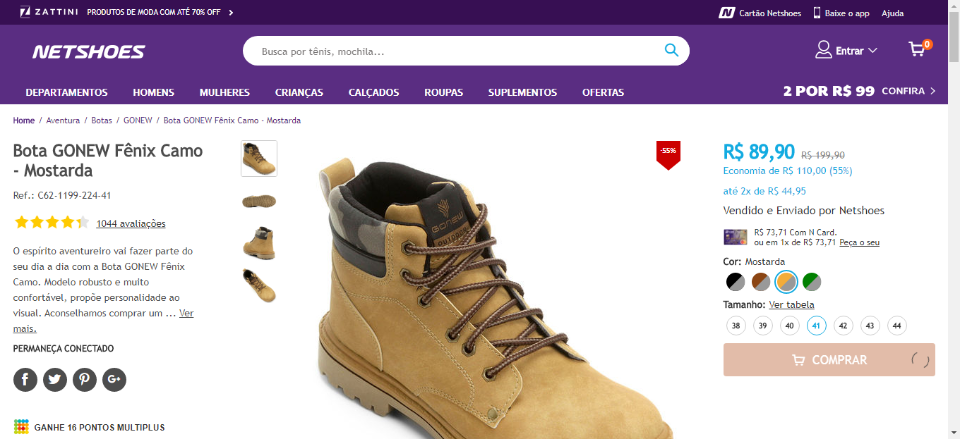 ZATTINI PRODUTOS DE MODA COM ATÉ 70% OFF
Cartão Netshoes
Baixe o app
Ajuda
NETSHOES
Busca por tênis, mochila...
Entrar
0
DEPARTAMENTOS
HOMENS
MULHERES
CRIANÇAS
CALÇADOS
ROUPAS
SUPLEMENTOS
OFERTAS
2 POR R$ 99 CONFIRA
Home / Aventura / Botas / GONEW / Bota GONEW Fênix Camo - Mostarda
Bota GONEW Fênix Camo
- Mostarda
Ref.: C62-1199-224-41
1044 avaliações
O espírito aventureiro vai fazer parte do
seu dia a dia com a Bota GONEW Fênix
Camo. Modelo robusto e muito
confortável, propõe personalidade ao
visual. Aconselhamos comprar um ... Ver
mais.
PERMANEÇA CONECTADO
GANHE 16 PONTOS MULTIPLUS
GONEW
-55%
R$ 89,90 R$ 199,90
Economia de R$ 110,00 (55%)
até 2x de R$ 44,95
Vendido e Enviado por Netshoes
R$ 73,71 Com N Card.
ou em 1x de R$ 73,71 Peça o seu
Cor: Mostarda
Tamanho: Ver tabela
38 39 40 41 42 43 44
COMPRAR